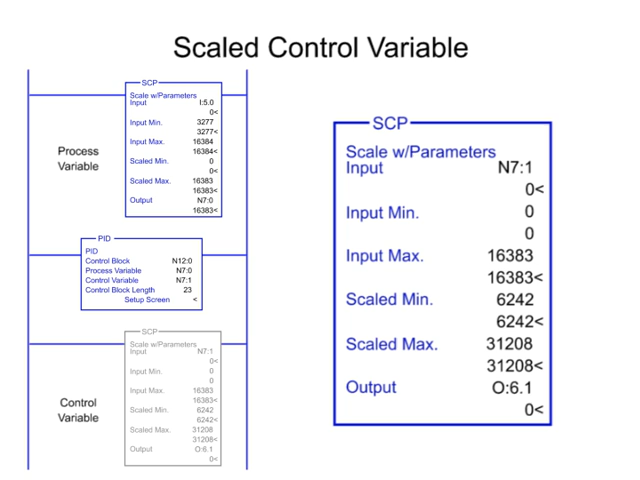 Scaled Control Variable
SCP
Scale w/Parameters
Input I:5.0
0<
Input Min. 3277
3277<
Input Max. 16384
16384<
Scaled Min. 0
0<
Scaled Max. 16383
16383<
Output N7:0
16383<
Process
Variable
PID
PID
Control Block N12:0
Process Variable N7:0
Control Variable N7:1
Control Block Length 23
Setup Screen <
SCP
Scale w/Parameters
Input N7:1
0<
Input Min. 0
0
Input Max. 16383
16383<
Scaled Min. 6242
6242<
Scaled Max. 31208
31208<
Output O:6.1
0<
Control
Variable
SCP
Scale w/Parameters
Input N7:1
0<
Input Min. 0
0
Input Max. 16383
16383<
Scaled Min. 6242
6242<
Scaled Max. 31208
31208<
Output O:6.1
0<